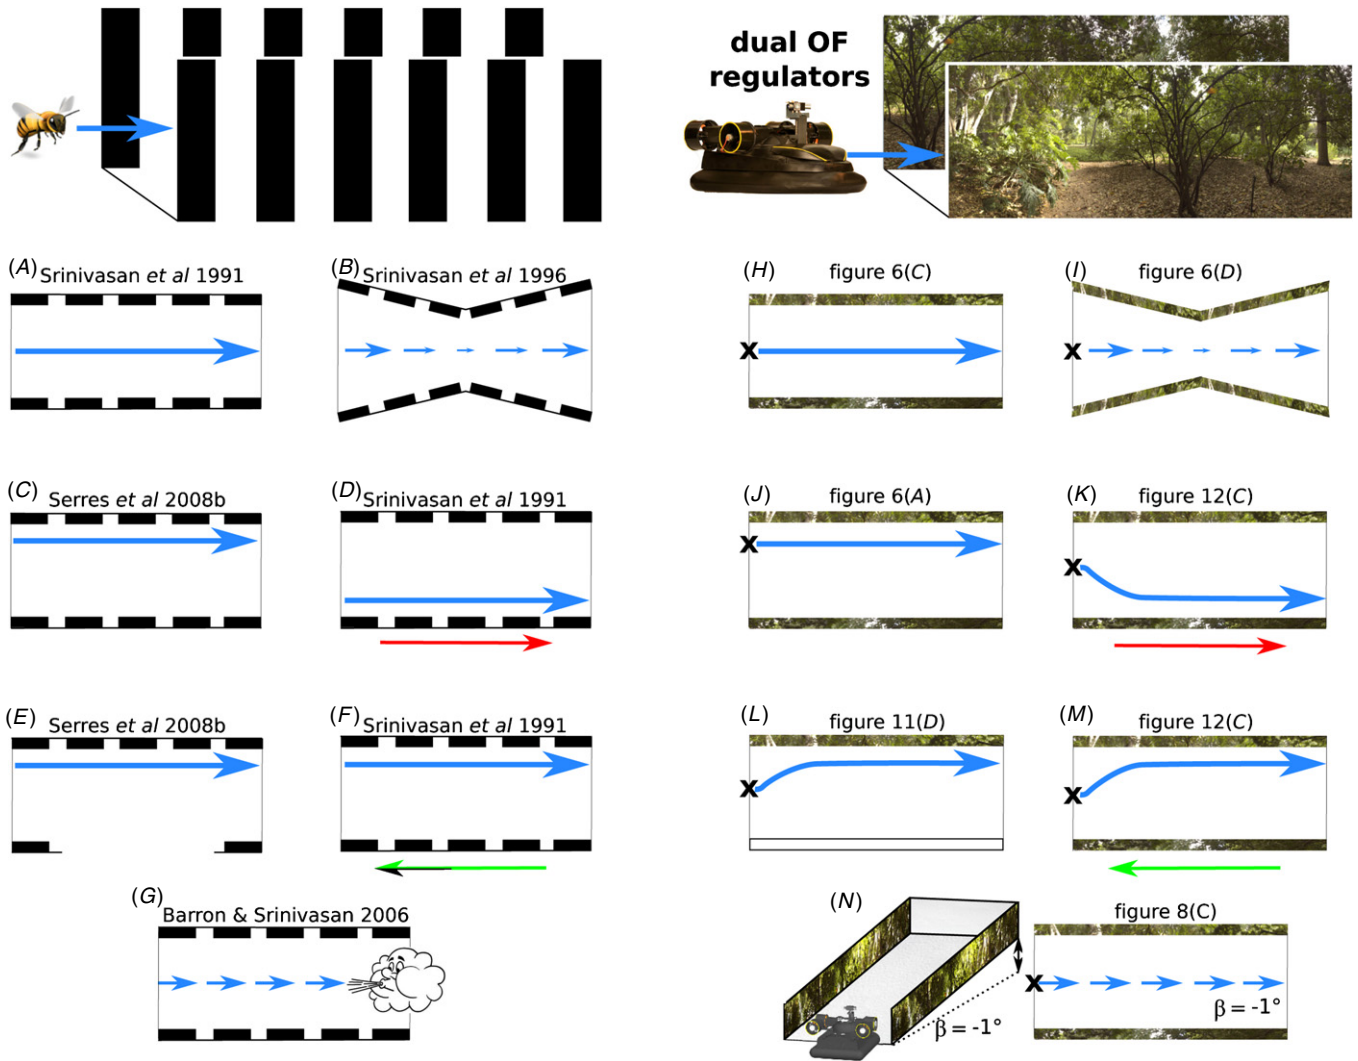 dual OF
regulators
(A) Srinivasan et al 1991
(B) Srinivasan et al 1996
(H) figure 6(C)
(I) figure 6(D)
(C) Serres et al 2008b
(D) Srinivasan et al 1991
(J) figure 6(A)
(K) figure 12(C)
X
X
X
X
(E) Serres et al 2008b
(F) Srinivasan et al 1991
(L) figure 11(D)
(M) figure 12(C)
X
X
(G) Barron & Srinivasan 2006
(N) figure 8(C)
X
β = -1°
β = -1°